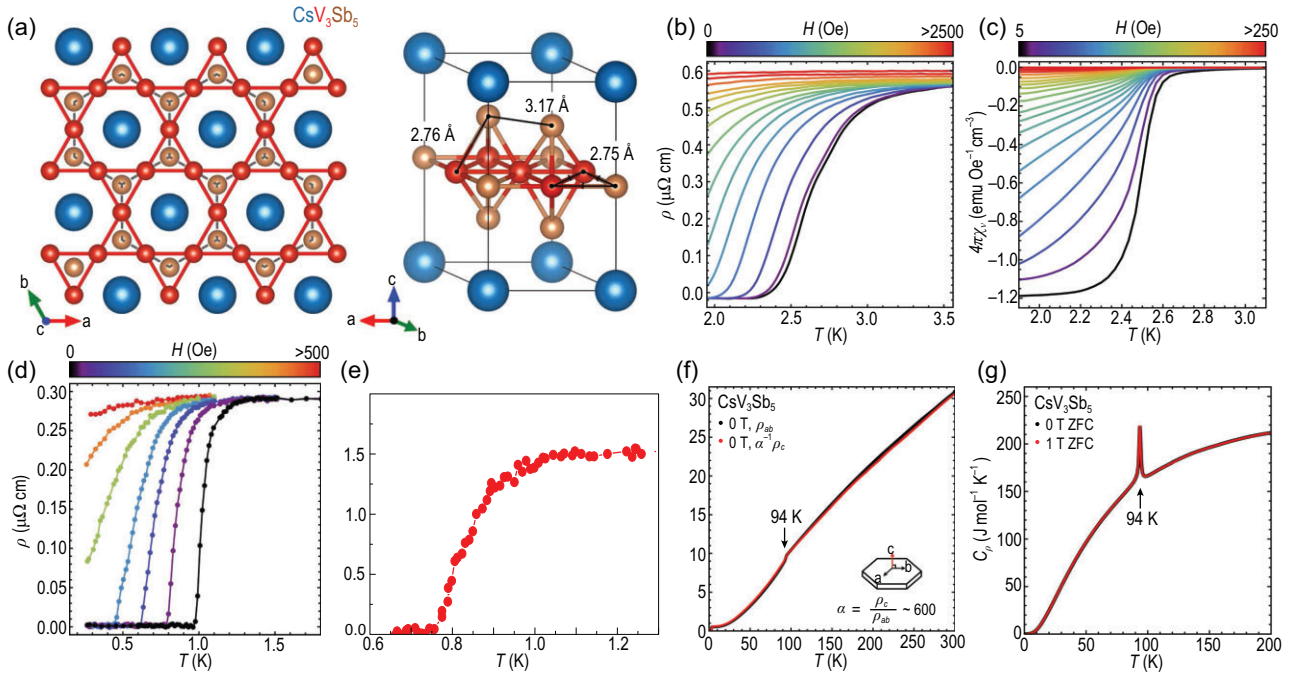 (a)
CsV3Sb5
b
c
a
3.17 Å
2.76 Å
2.75 Å
c
a
b
(b)
H (Oe)
0
>2500
ρ (μΩ cm)
0.6
0.5
0.4
0.3
0.2
0.1
0.0
2.0
2.5
3.0
3.5
T (K)
(c)
H (Oe)
5
>250
4πχv (emu Oe−1 cm−3)
0.0
−0.2
−0.4
−0.6
−0.8
−1.0
−1.2
2.0
2.2
2.4
2.6
2.8
3.0
T (K)
(d)
H (Oe)
0
>500
ρ (μΩ cm)
0.30
0.25
0.20
0.15
0.10
0.05
0.00
0.5
1.0
1.5
T (K)
(e)
1.5
1.5
0.5
0.0
0.6
0.8
1.0
1.2
T (K)
(f)
CsV3Sb5
0 T, ρab
0 T, α−1ρc
94 K
c
a
b
α = ρc/ρab ~ 600
40
30
20
10
0
0
50
100
150
200
250
300
T (K)
(g)
CsV3Sb5
0 T ZFC
1 T ZFC
94 K
Cρ (J mol−1 K−1)
250
200
150
100
50
0
0
50
100
150
200
T (K)